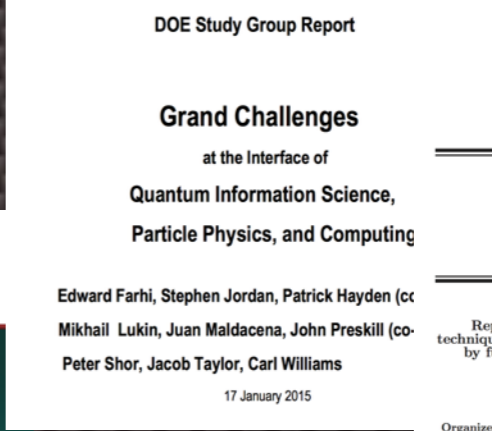 DOE Study Group Report
Grand Challenges
at the Interface of
Quantum Information Science,
Particle Physics, and Computing
Edward Farhi, Stephen Jordan, Patrick Hayden (co
Mikhail Lukin, Juan Maldacena, John Preskill (co-
Peter Shor, Jacob Taylor, Carl Williams
17 January 2015
by